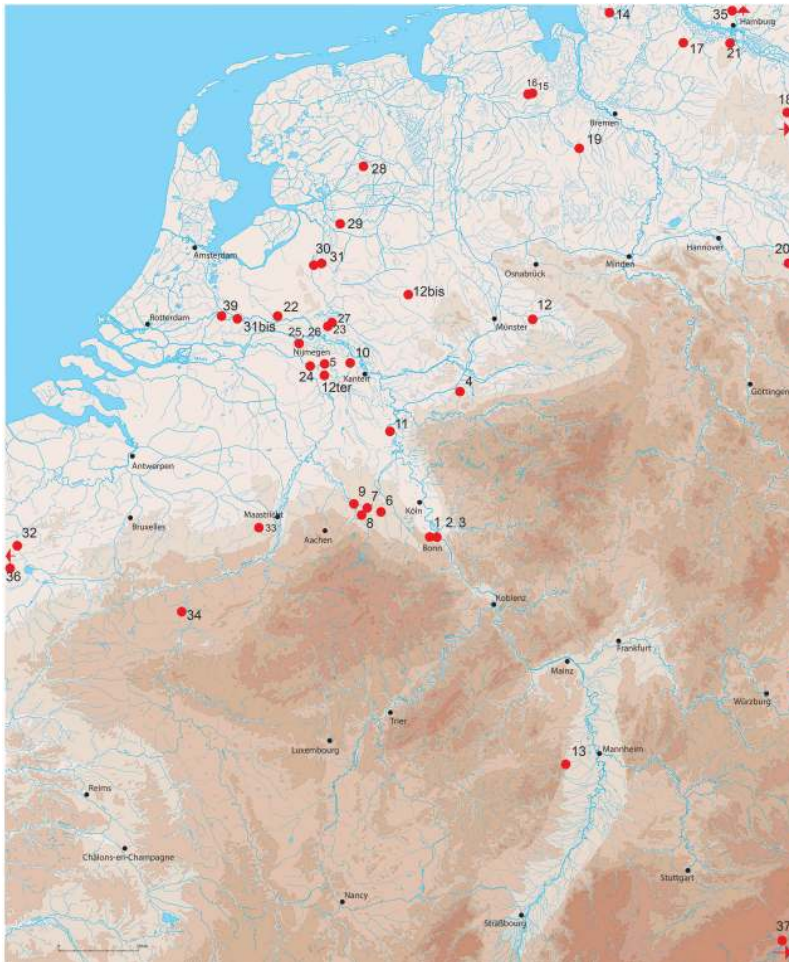 14
35
Hamburg
17
21
16 15
18
Bremen
19
28
29
Amsterdam
Hannover
30
31
Osnabrück
Minden
20
12bis
39
31bis
22
27
23
Rotterdam
Münster
12
25, 26
Nijmegen
10
5
24
Xanten
12ter
4
Göttingen
11
Antwerpen
9
7
6
8
Köln
Maastricht
33
Bruxelles
Aachen
1 2.3
Bonn
32
36
34
Koblenz
Frankfurt
Mainz
Würzburg
Trier
Luxembourg
13
Mannheim
Reims
Châlons-en-Champagne
Stuttgart
Nancy
Straßbourg
37